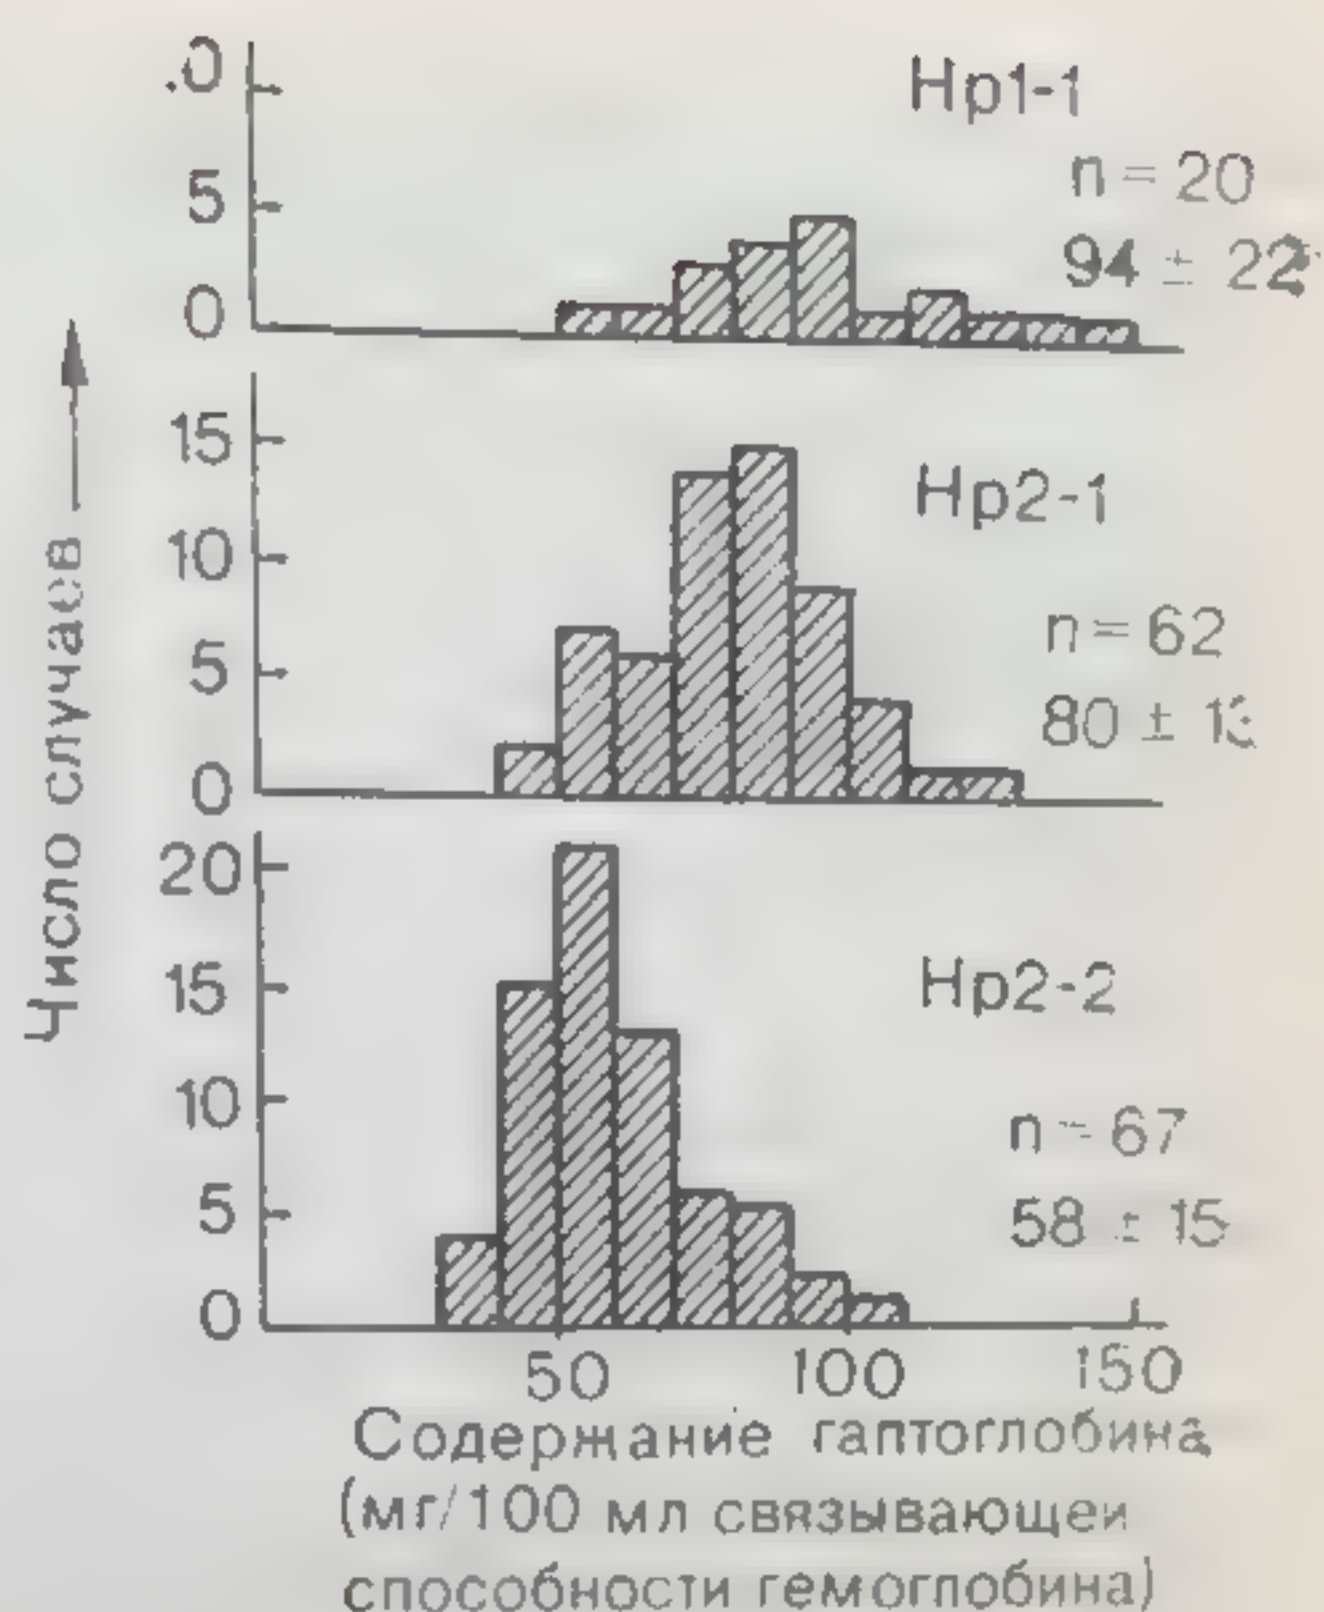 Hp1-1
.0
n = 20
5
94 ± 22
0
15
Hp2-1
10
n = 62
5
80 ± 13
0
20
15
Hp2-2
10
n = 67
5
58 ± 15
0
50 100 150
Число случаев
Содержание гаптоглобина
(мг/100 мл связывающей
способности гемоглобина)